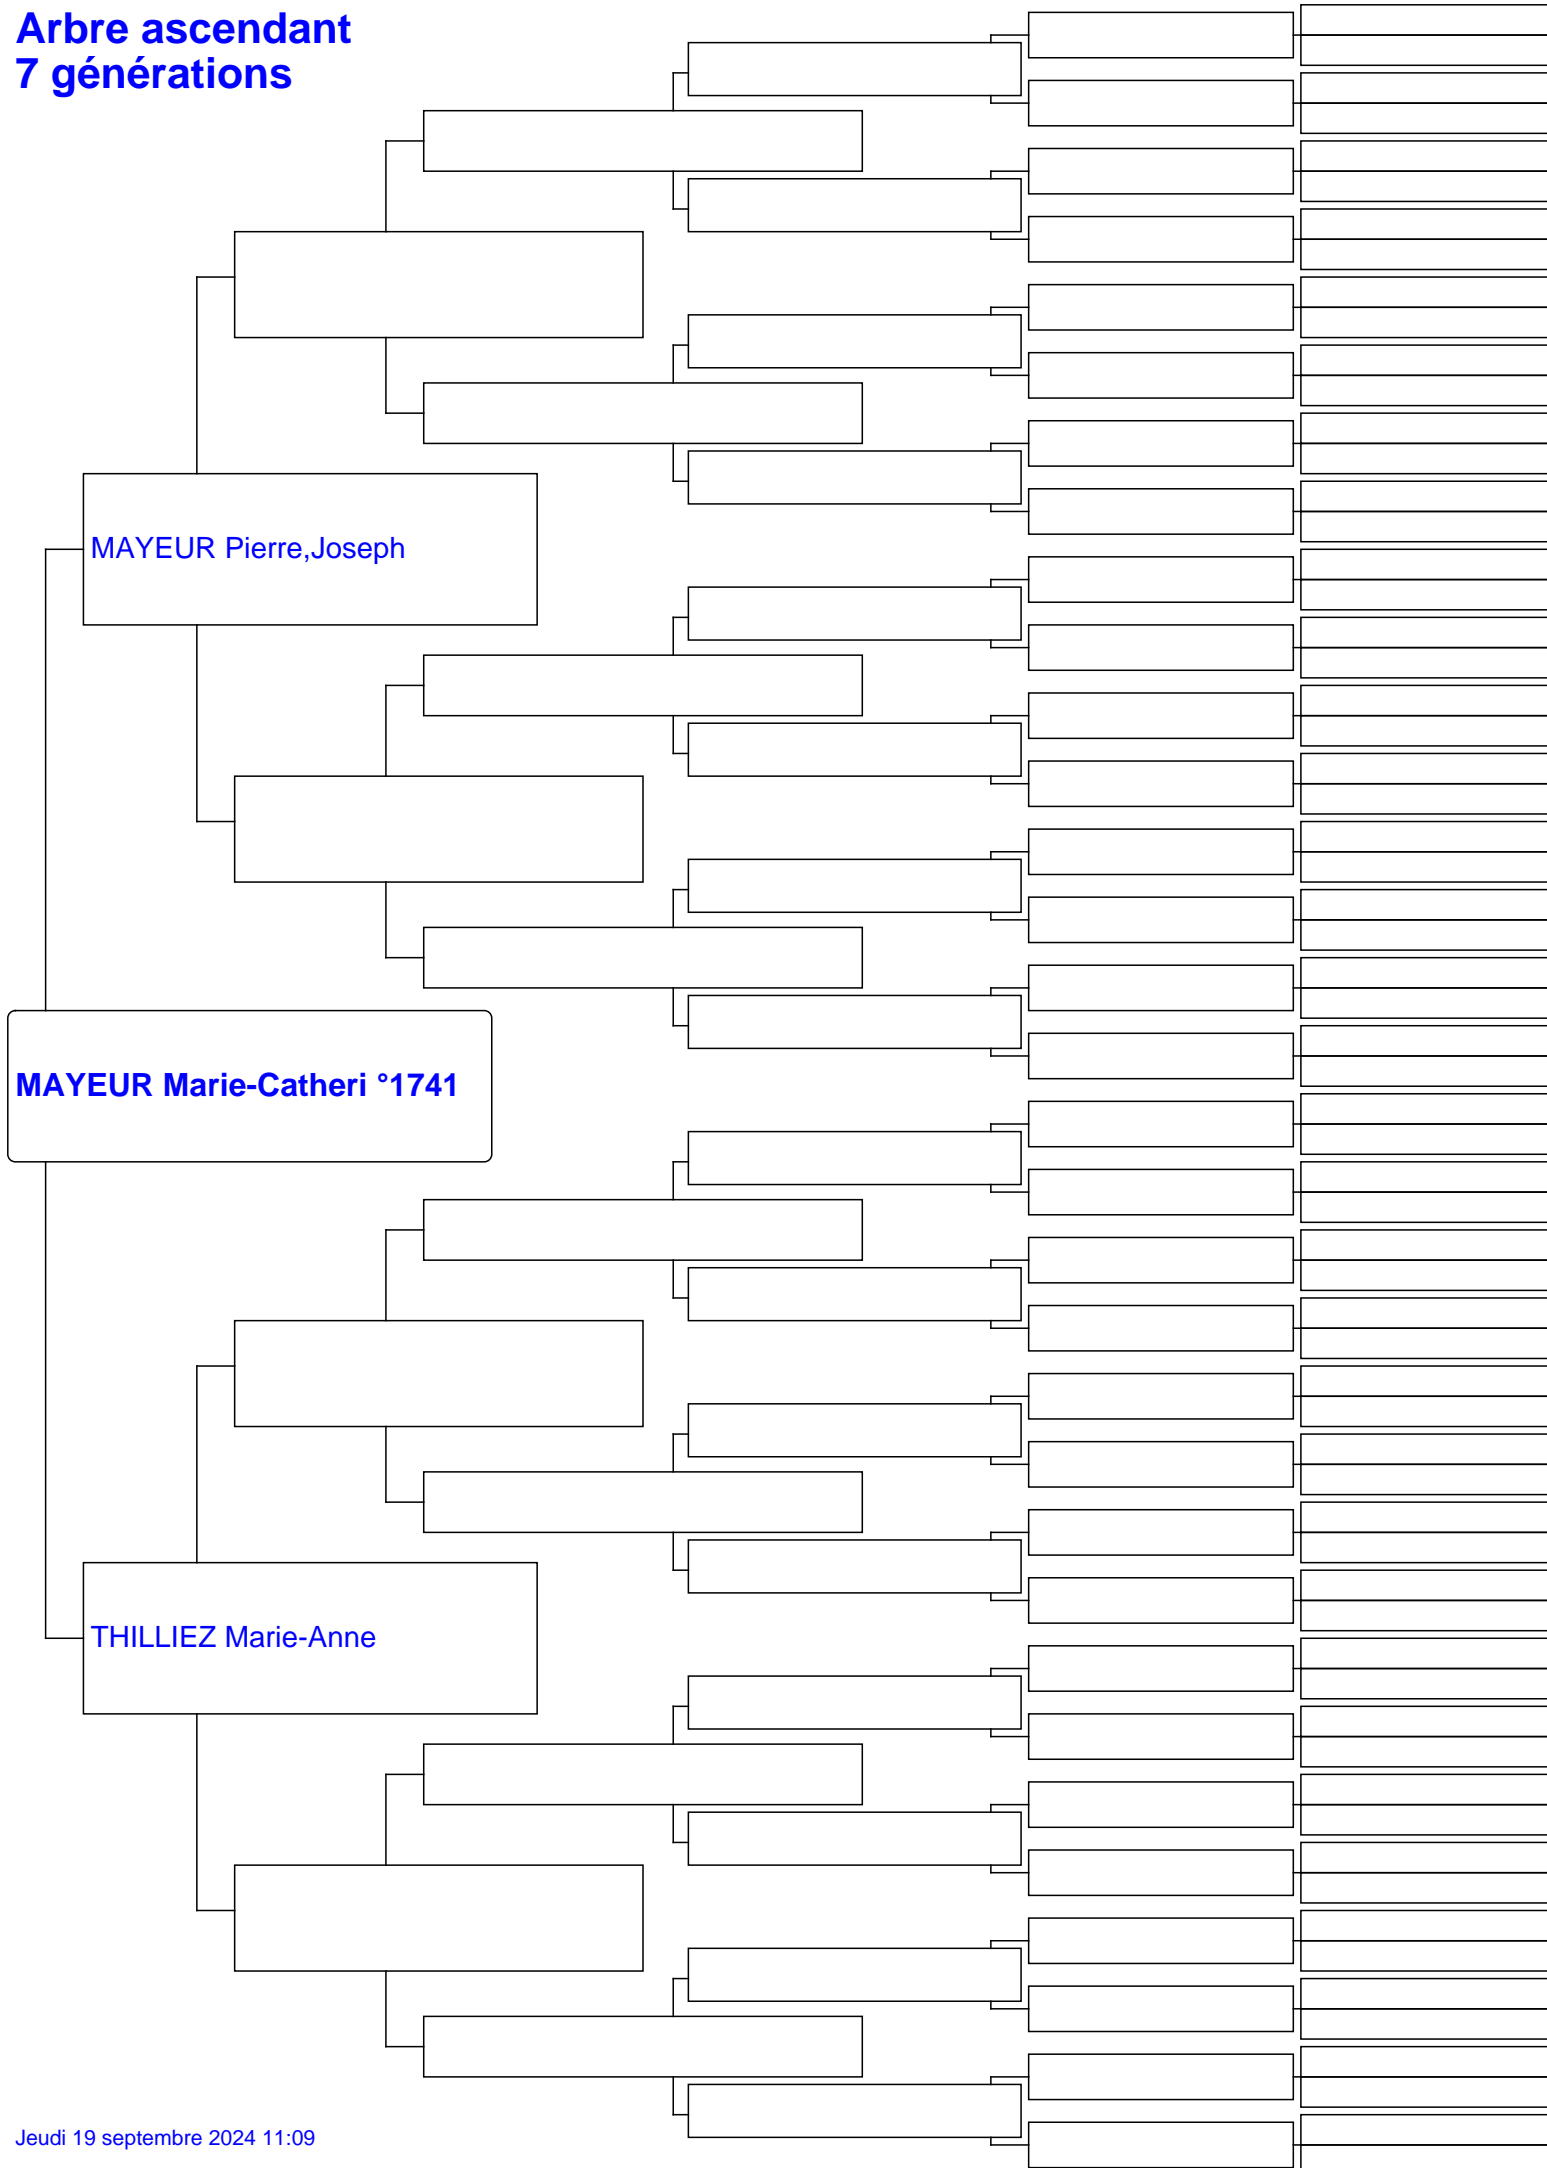 Arbre ascendant
7 générations
MAYEUR Pierre,Joseph
MAYEUR Marie-Catheri °1741
THILLIEZ Marie-Anne
Jeudi 19 septembre 2024 11:09